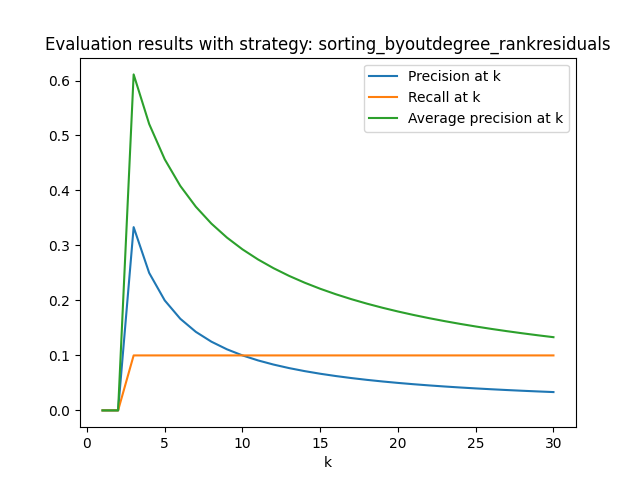 Evaluation results with strategy: sorting_byoutdegree_rankresiduals
Precision at k
Recall at k
Average precision at k
0.6
0.5
0.4
0.3
0.2
0.1
0.0
0 5 10 15 20 25 30
k